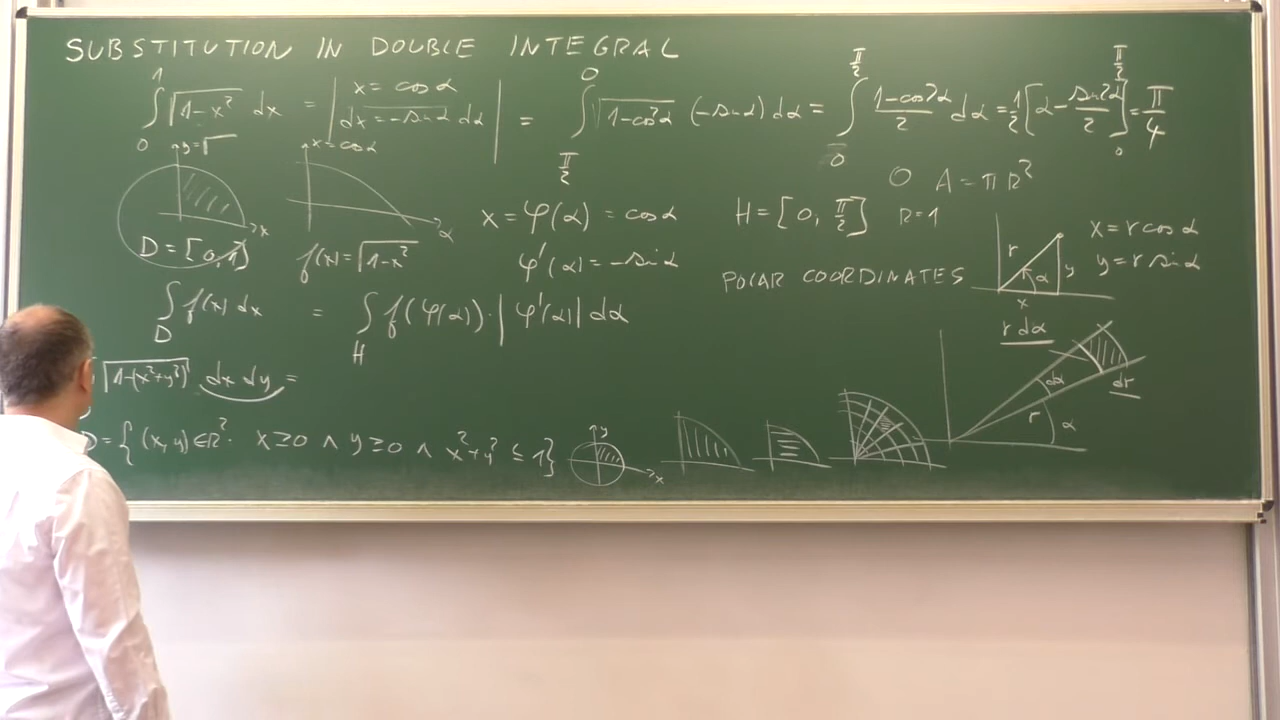 SUBSTITUTION IN DOUBLE INTEGRAL
∫₀¹ √(1-x²) dx = | x = cos α, dx = -sin α dα | = ∫_{π/2}^0 √(1-cos²α) (-sin α) dα = ∫₀^{π/2} (1-cos 2α)/2 dα = 1/2 [α - (sin 2α)/2]₀^{π/2} = π/4
y=√ x = cos α
x α
O A = π R²
D = [0,1] f(x) = √(1-x²) x = φ(α) = cos α H = [0, π/2] R = 1
φ'(α) = -sin α
POLAR COORDINATES
r α y x
x = r cos α
y = r sin α
∫_D f(x) dx = ∫_H f(φ(α)) · |φ'(α)| dα
r dα
dα dr r α
√(1-(x²+y²)) dx dy =
D = {(x,y) ∈ R²: x ≥ 0 ∧ y ≥ 0 ∧ x²+y² ≤ 1}
y x